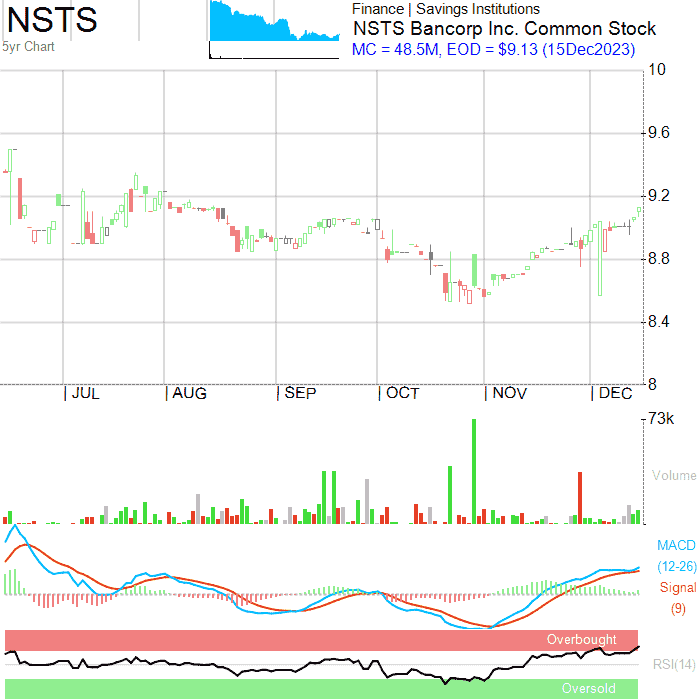 NSTS
5yr Chart
Finance | Savings Institutions
NSTS Bancorp Inc. Common Stock
MC = 48.5M, EOD = $9.13 (15Dec2023)
10
9.6
9.2
8.8
8.4
8
| JUL | AUG | SEP | OCT | NOV | DEC
73k
Volume
MACD
(12-26)
Signal
(9)
Overbought
RSI(14)
Oversold